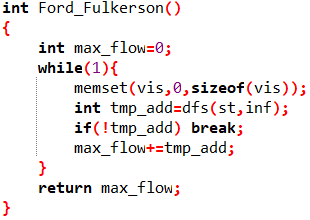 int Ford_Fulkerson()
{
    int max_flow=0;
    while(1){
        memset(vis,0,sizeof(vis));
        int tmp_add=dfs(st,inf);
        if(!tmp_add) break;
        max_flow+=tmp_add;
    }
    return max_flow;
}